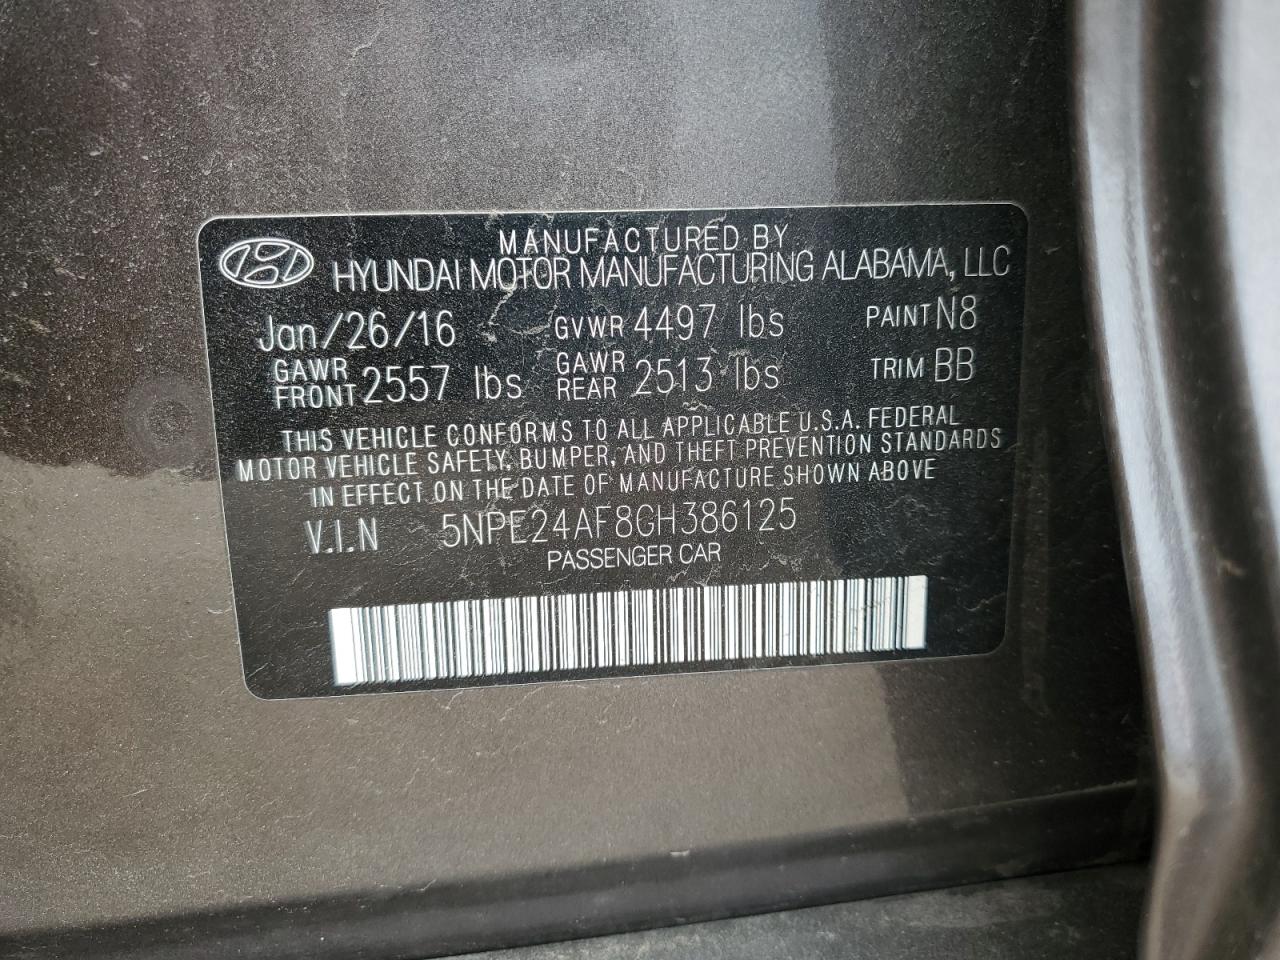 MANUFACTURED BY
HYUNDAI MOTOR MANUFACTURING ALABAMA, LLC
Jan/26/16 GVWR 4497 lbs PAINT N8
GAWR FRONT 2557 lbs GAWR REAR 2513 lbs TRIM BB
THIS VEHICLE CONFORMS TO ALL APPLICABLE U.S.A. FEDERAL
MOTOR VEHICLE SAFETY, BUMPER, AND THEFT PREVENTION STANDARDS
IN EFFECT ON THE DATE OF MANUFACTURE SHOWN ABOVE
V.I.N 5NPE24AF8GH386125
PASSENGER CAR